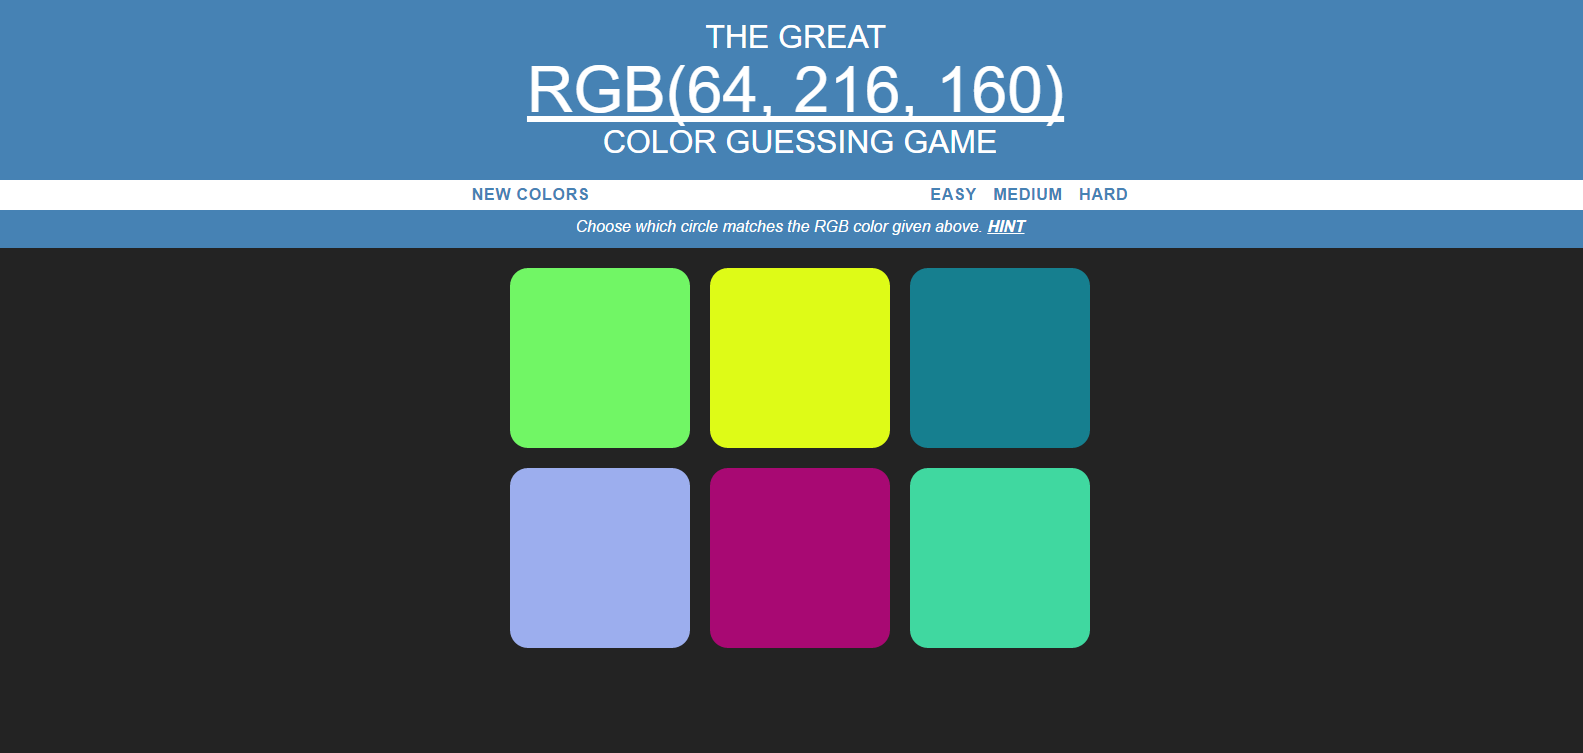 THE GREAT
RGB(64, 216, 160)
COLOR GUESSING GAME
NEW COLORS EASY MEDIUM HARD
Choose which circle matches the RGB color given above. HINT